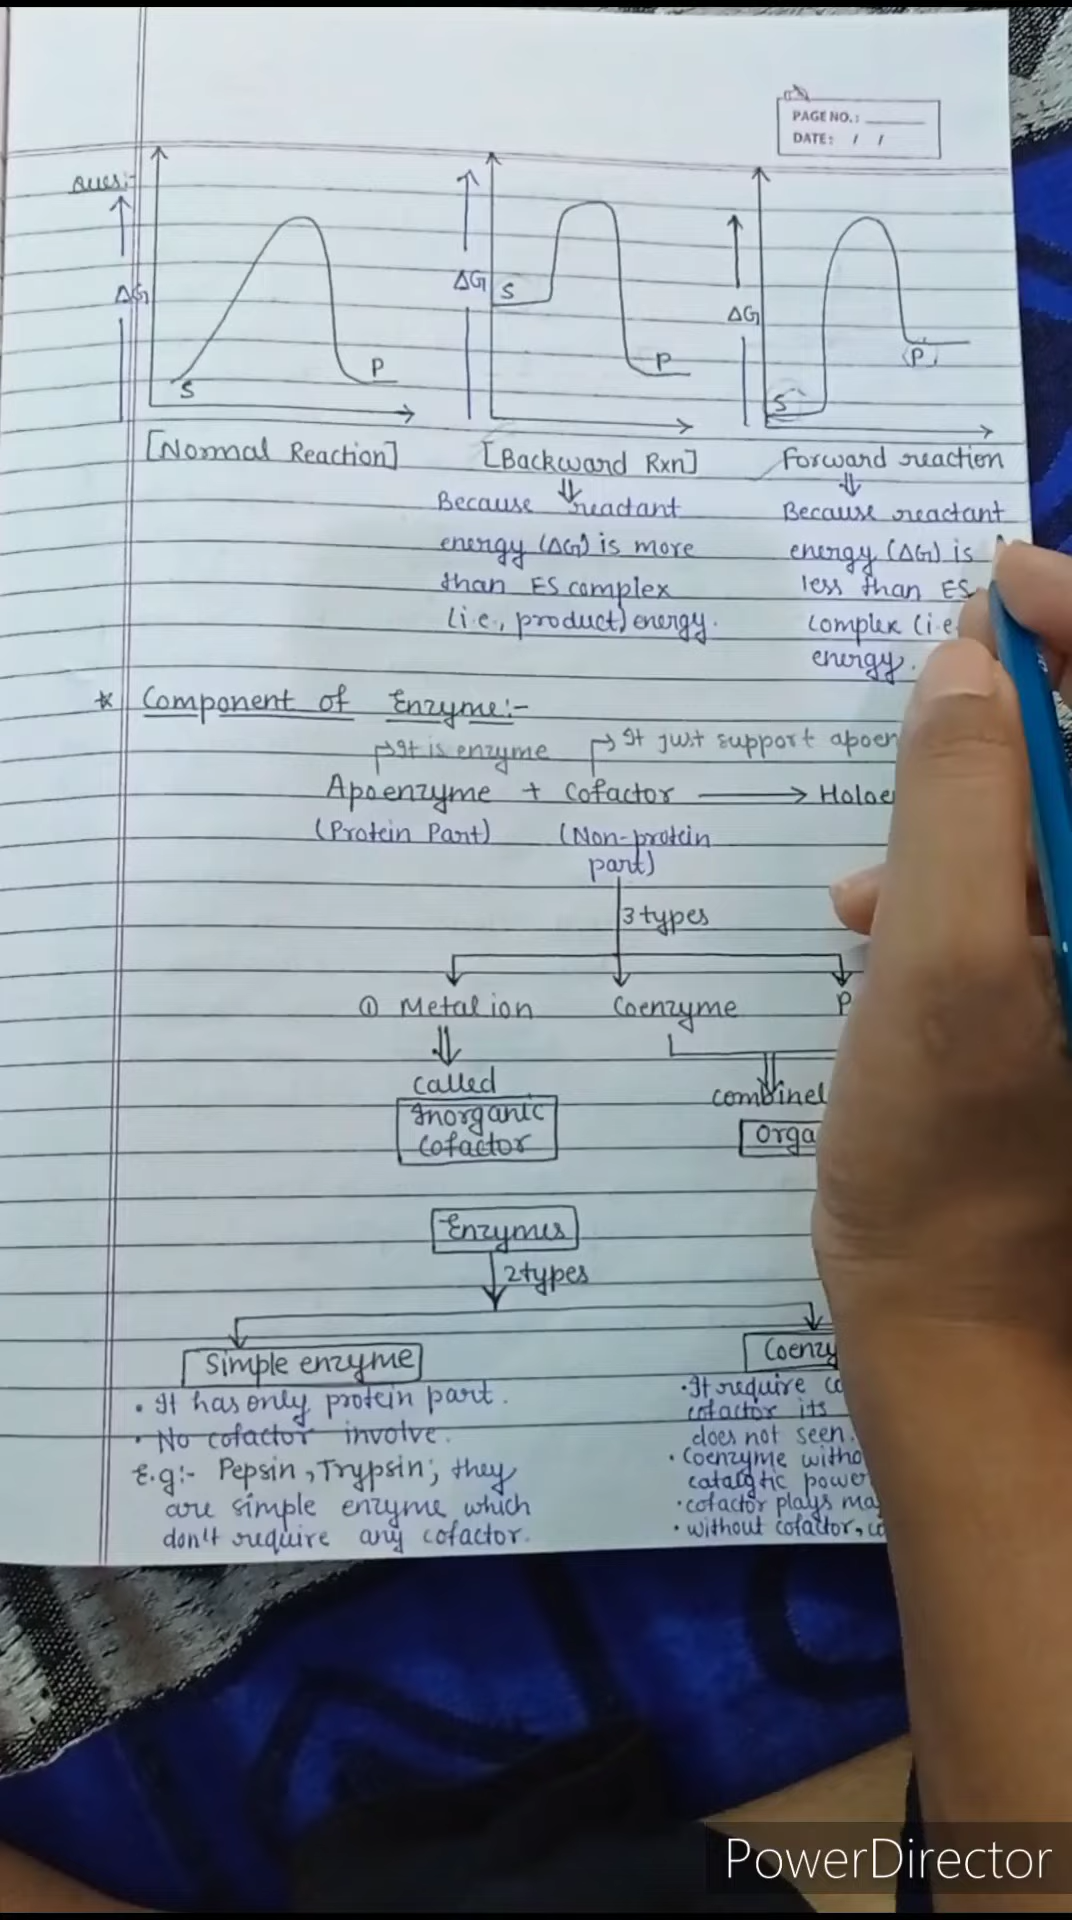 PAGE NO.:
DATE: / /
Ques:-
ΔG
S
P
ΔG
S
P
ΔG
S
P
[Normal Reaction]
[Backward Rxn]
Forward reaction
Because reactant
energy (ΔG) is more
than ES complex
(i.e., product) energy.
Because reactant
energy (ΔG) is
less than ES
complex (i.e
energy.
* Component of Enzyme:-
It is enzyme
It just support apoen
Apoenzyme + Cofactor → Holoe
(Protein Part)
(Non-protein
part)
3 types
① Metal ion
Coenzyme
P
called
Inorganic
Cofactor
combinel
Orga
Enzymes
2 types
Simple enzyme
• It has only protein part.
• No cofactor involve.
E.g:- Pepsin, Trypsin; they
are simple enzyme which
don't require any cofactor.
Coenzy
• It require co
cofactor its
does not seen.
• Coenzyme witho
catalytic power
• cofactor plays ma
• without cofactor, co
PowerDirector